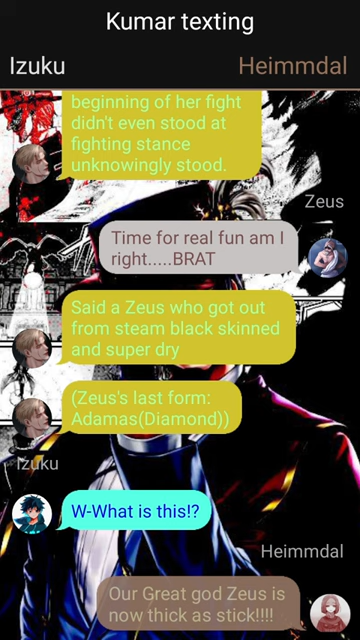 Kumar texting
Izuku
Heimmdal
beginning of her fight
didn't even stood at
fighting stance
unknowingly stood.
Zeus
Time for real fun am I
right.....BRAT
Said a Zeus who got out
from steam black skinned
and super dry
(Zeus's last form:
Adamas(Diamond))
Izuku
W-What is this!?
Heimmdal
Our Great god Zeus is
now thick as stick!!!!